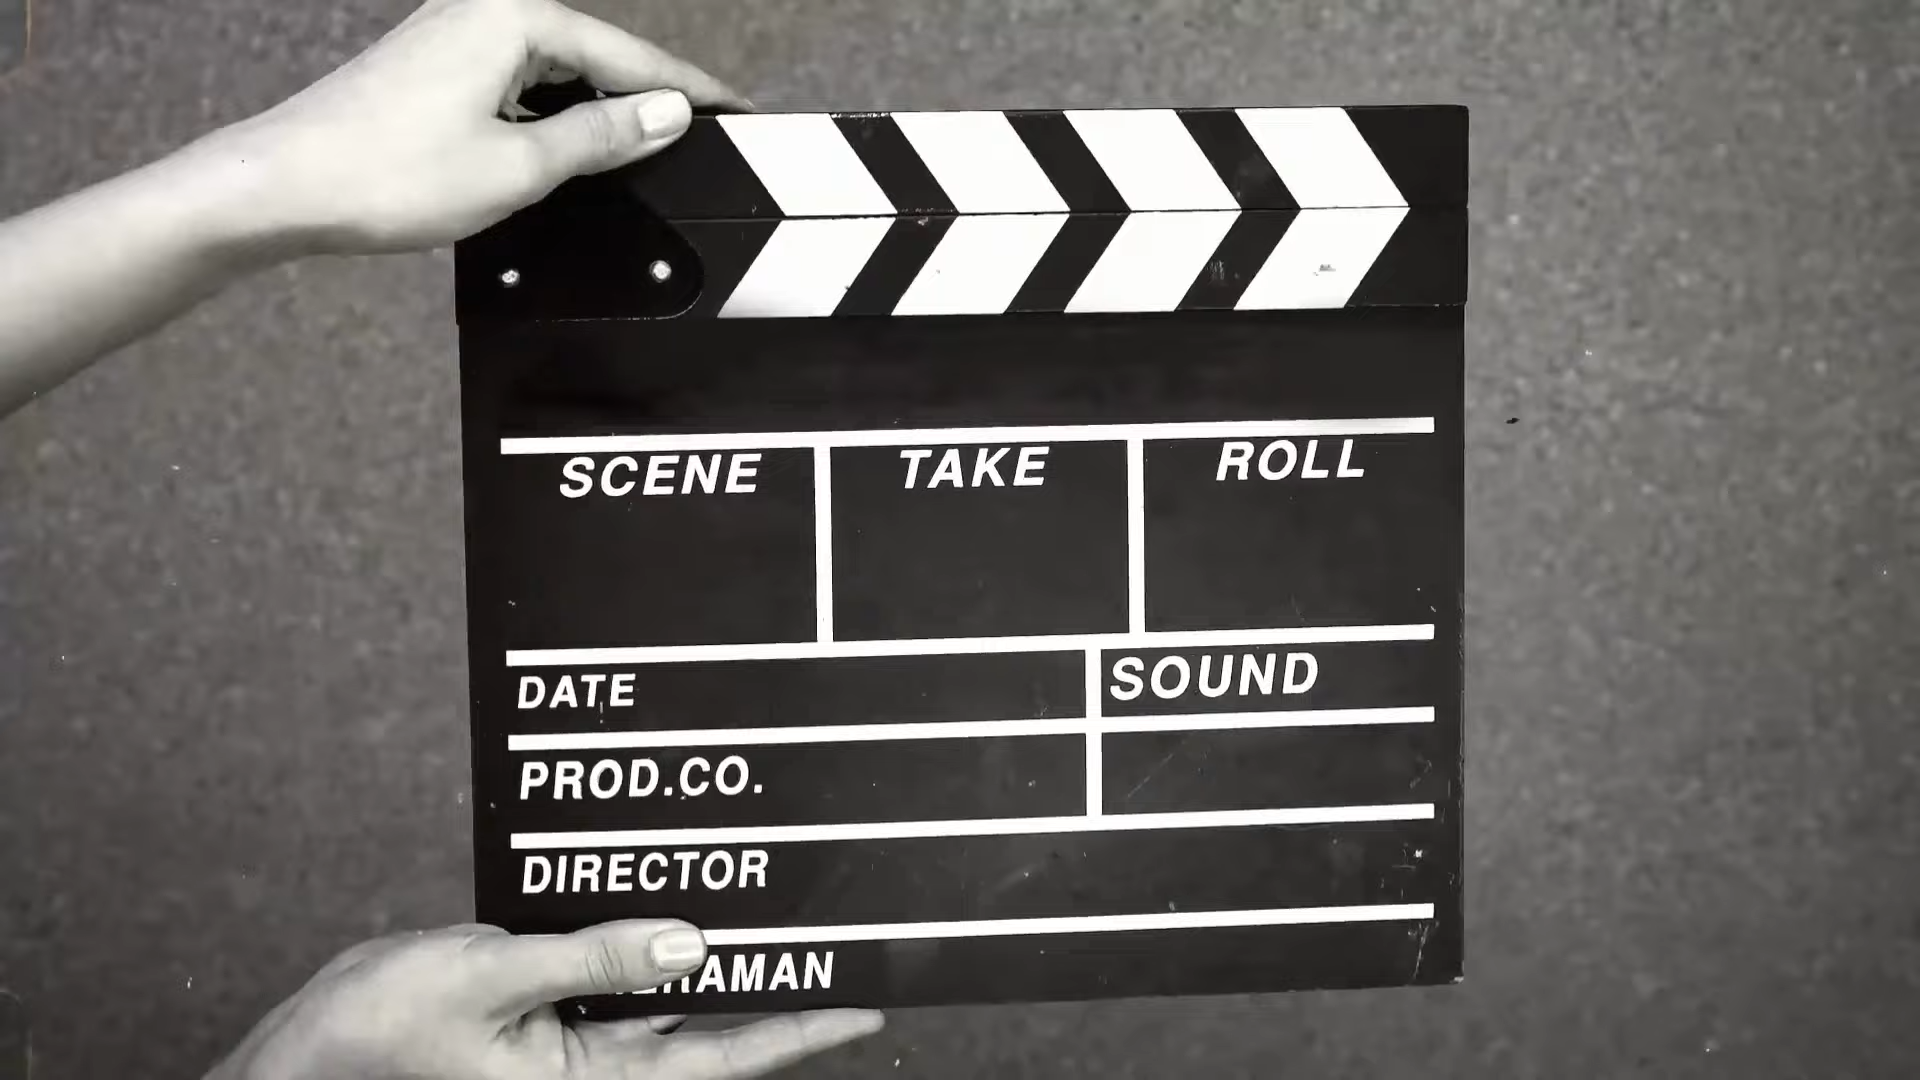 SCENE TAKE ROLL
DATE SOUND
PROD.CO.
DIRECTOR